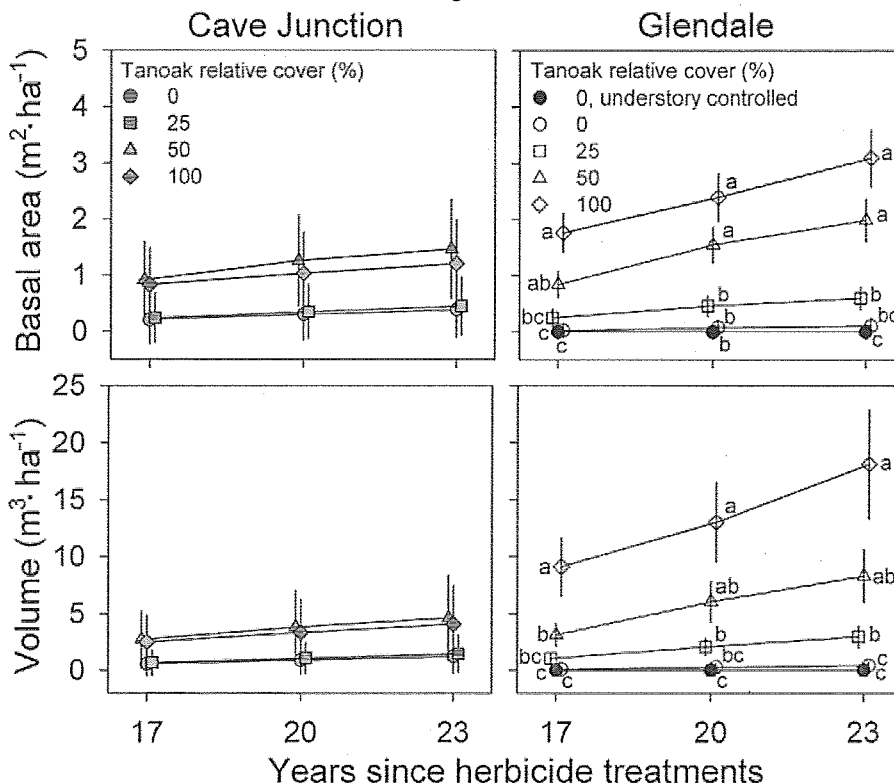 Cave Junction
Glendale
Basal area (m²·ha⁻¹)
5
4
3
2
1
0
Tanoak relative cover (%)
0
25
50
100
Tanoak relative cover (%)
0, understory controlled
0
25
50
100
a
a
a
ab
a
a
bc
b
b
c
b
bc
c
b
c
Volume (m³·ha⁻¹)
25
20
15
10
5
0
a
a
a
b
ab
ab
bc
b
b
c
bc
c
c
c
c
17
20
23
17
20
23
Years since herbicide treatments